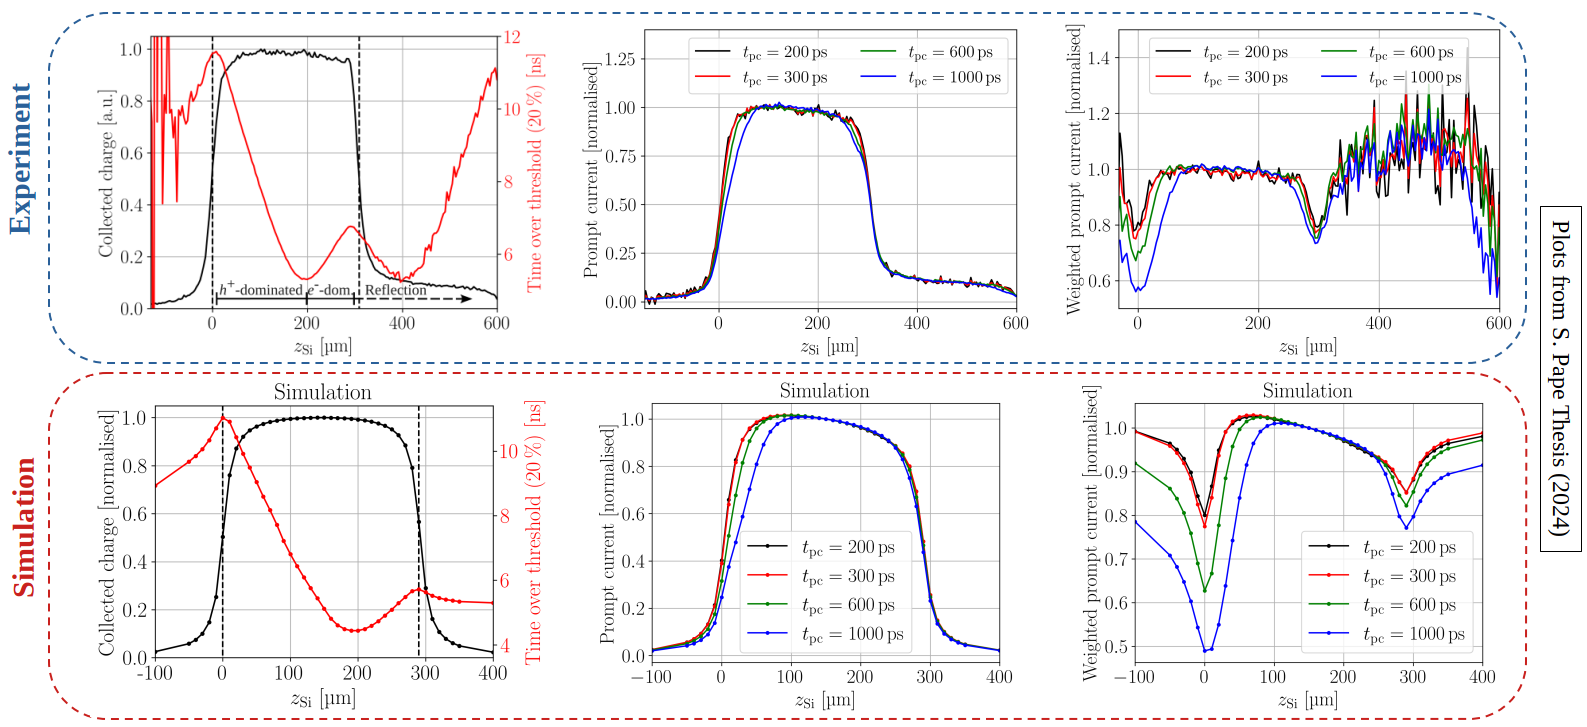 Experiment
Collected charge [a.u.]
1.0
0.8
0.6
0.4
0.2
0.0
0
200
400
600
z_Si [µm]
12
10
8
6
Time over threshold (20 %) [ns]
h⁺-dominated
e⁻-dom.
Reflection
Prompt current [normalised]
1.25
1.00
0.75
0.50
0.25
0.00
0
200
400
600
z_Si [µm]
t_pc = 200 ps
t_pc = 300 ps
t_pc = 600 ps
t_pc = 1000 ps
Weighted prompt current [normalised]
1.4
1.2
1.0
0.8
0.6
0
200
400
600
z_Si [µm]
t_pc = 200 ps
t_pc = 300 ps
t_pc = 600 ps
t_pc = 1000 ps
Simulation
Simulation
Collected charge [normalised]
1.0
0.8
0.6
0.4
0.2
0.0
-100
0
100
200
300
400
z_Si [µm]
10
8
6
4
Time over threshold (20 %) [ns]
Simulation
Prompt current [normalised]
1.0
0.8
0.6
0.4
0.2
0.0
−100
0
100
200
300
400
z_Si [µm]
t_pc = 200 ps
t_pc = 300 ps
t_pc = 600 ps
t_pc = 1000 ps
Simulation
Weighted prompt current [normalised]
1.0
0.9
0.8
0.7
0.6
0.5
−100
0
100
200
300
400
z_Si [µm]
t_pc = 200 ps
t_pc = 300 ps
t_pc = 600 ps
t_pc = 1000 ps
Plots from S. Pape Thesis (2024)